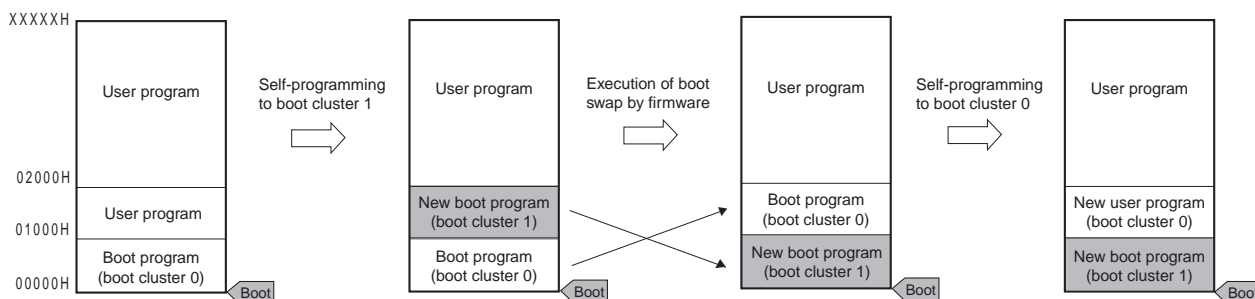 XXXXXH
User program
02000H
User program
01000H
Boot program
(boot cluster 0)
00000H
Boot
Self-programming
to boot cluster 1
User program
New boot program
(boot cluster 1)
Boot program
(boot cluster 0)
Boot
Execution of boot
swap by firmware
User program
Boot program
(boot cluster 0)
New boot program
(boot cluster 1)
Boot
Self-programming
to boot cluster 0
User program
New user program
(boot cluster 0)
New boot program
(boot cluster 1)
Boot